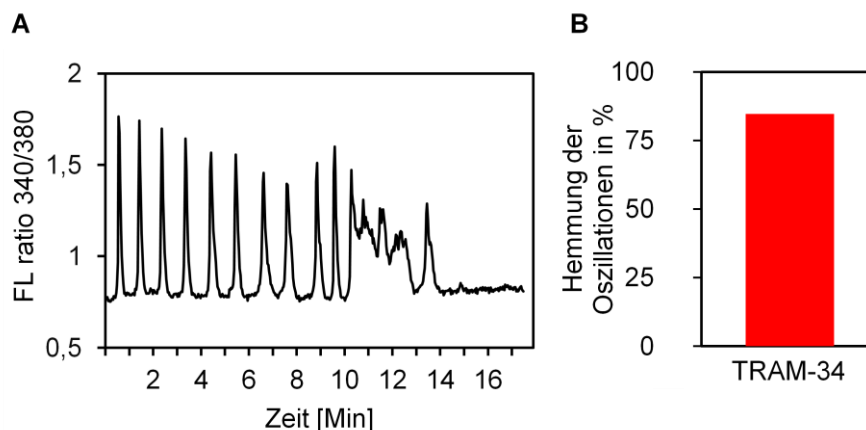 A
B
2
1,5
1
0,5
FL ratio 340/380
2 4 6 8 10 12 14 16
Zeit [Min]
100
75
50
25
0
Hemmung der
Oszillationen in %
TRAM-34